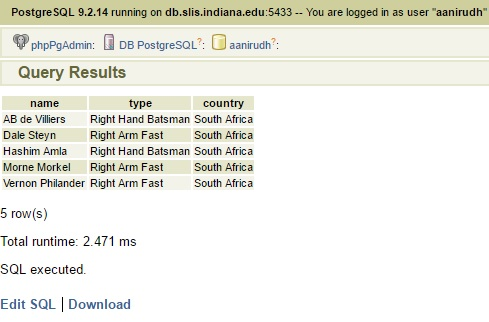 PostgreSQL 9.2.14 running on db.slis.indiana.edu:5433 -- You are logged in as user "aanirudh"
phpPgAdmin: DB PostgreSQL?: aanirudh?:
Query Results
name type country
AB de Villiers Right Hand Batsman South Africa
Dale Steyn Right Arm Fast South Africa
Hashim Amla Right Hand Batsman South Africa
Morne Morkel Right Arm Fast South Africa
Vernon Philander Right Arm Fast South Africa
5 row(s)
Total runtime: 2.471 ms
SQL executed.
Edit SQL | Download